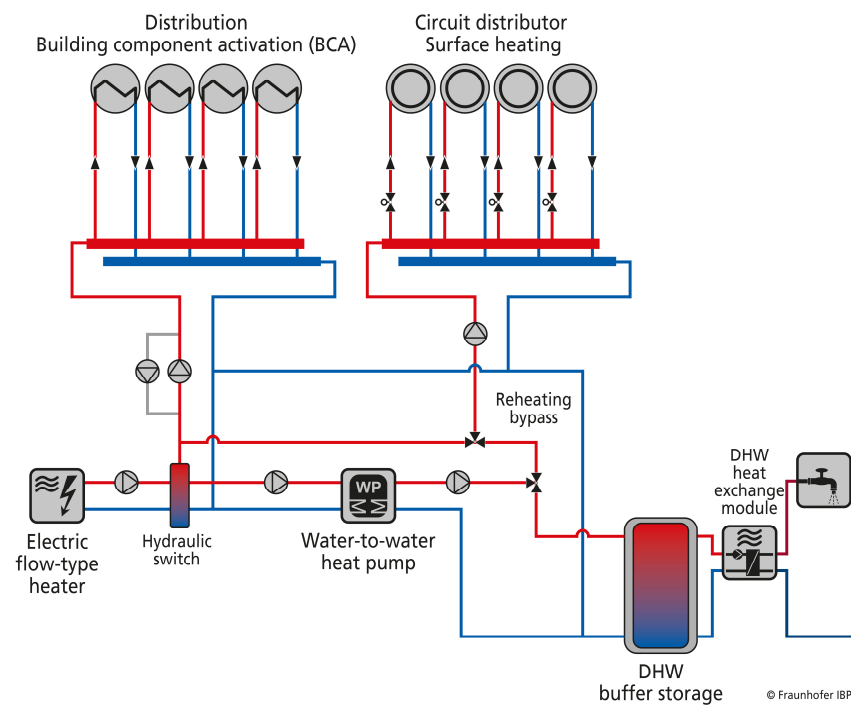 Distribution
Building component activation (BCA)
Circuit distributor
Surface heating
Reheating
bypass
DHW
heat
exchange
module
WP
Electric
flow-type
heater
Hydraulic
switch
Water-to-water
heat pump
DHW
buffer storage
© Fraunhofer IBP